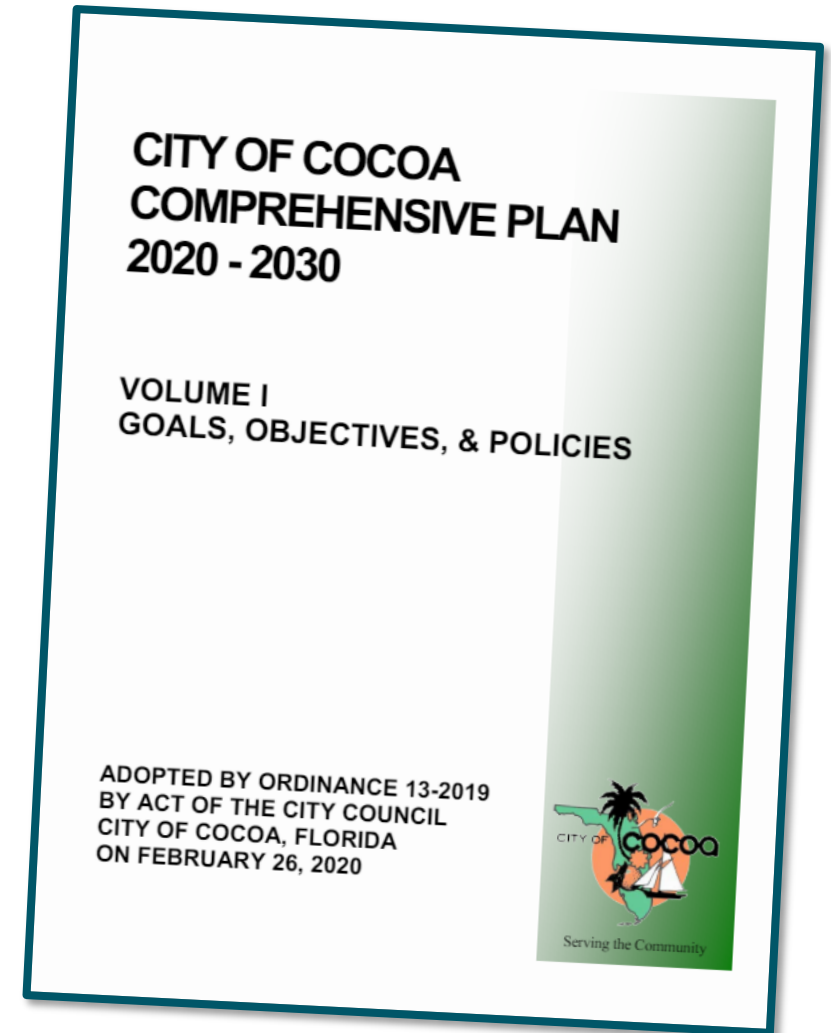 CITY OF COCOA
COMPREHENSIVE PLAN
2020 - 2030
VOLUME I
GOALS, OBJECTIVES, & POLICIES
ADOPTED BY ORDINANCE 13-2019
BY ACT OF THE CITY COUNCIL
CITY OF COCOA, FLORIDA
ON FEBRUARY 26, 2020
CITY OF COCOA
Serving the Community